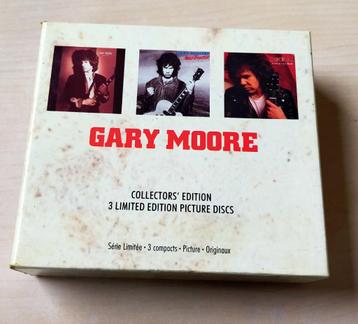 GARY MOORE
COLLECTORS' EDITION
3 LIMITED EDITION PICTURE DISCS
Série Limitée • 3 compacts • Picture • Originaux